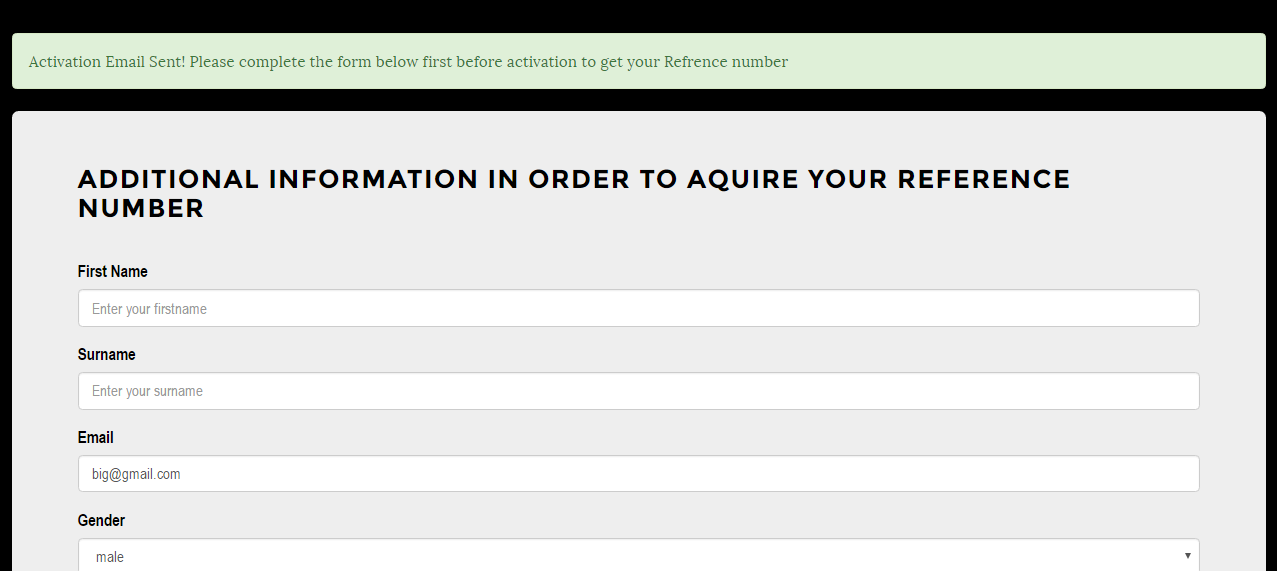 Activation Email Sent! Please complete the form below first before activation to get your Refrence number
ADDITIONAL INFORMATION IN ORDER TO AQUIRE YOUR REFERENCE
NUMBER
First Name
Enter your firstname
Surname
Enter your surname
Email
big@gmail.com
Gender
male